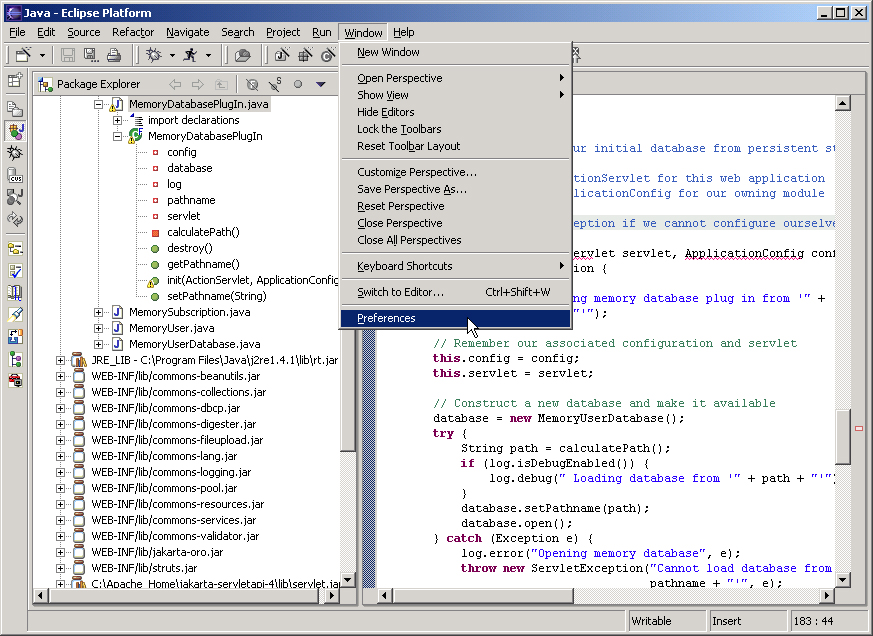 Java - Eclipse Platform
File Edit Source Refactor Navigate Search Project Run Window Help
New Window
Open Perspective
Show View
Hide Editors
Lock the Toolbars
Reset Toolbar Layout
Customize Perspective...
Save Perspective As...
Reset Perspective
Close Perspective
Close All Perspectives
Keyboard Shortcuts
Switch to Editor... Ctrl+Shift+W
Preferences
Package Explorer
MemoryDatabasePlugIn.java
import declarations
MemoryDatabasePlugIn
config
database
log
pathname
servlet
calculatePath()
destroy()
getPathname()
init(ActionServlet, ApplicationConfig
setPathname(String)
MemorySubscription.java
MemoryUser.java
MemoryUserDatabase.java
JRE_LIB - C:\Program Files\Java\j2re1.4.1\lib\rt.jar
WEB-INF/lib/commons-beanutils.jar
WEB-INF/lib/commons-collections.jar
WEB-INF/lib/commons-dbcp.jar
WEB-INF/lib/commons-digester.jar
WEB-INF/lib/commons-fileupload.jar
WEB-INF/lib/commons-lang.jar
WEB-INF/lib/commons-logging.jar
WEB-INF/lib/commons-pool.jar
WEB-INF/lib/commons-resources.jar
WEB-INF/lib/commons-services.jar
WEB-INF/lib/commons-validator.jar
WEB-INF/lib/jakarta-oro.jar
WEB-INF/lib/struts.jar
C:\Apache_Home\jakarta-servletapi-4\lib\servlet.jar
ur initial database from persistent st
tionServlet for this web application
licationConfig for our owning module
eption if we cannot configure ourselve
rvlet servlet, ApplicationConfig conf
ion {
ng memory database plug in from '" +
"'");
// Remember our associated configuration and servlet
this.config = config;
this.servlet = servlet;
// Construct a new database and make it available
database = new MemoryUserDatabase();
try {
String path = calculatePath();
if (log.isDebugEnabled()) {
log.debug(" Loading database from '" + path + "'")
}
database.setPathname(path);
database.open();
} catch (Exception e) {
log.error("Opening memory database", e);
throw new ServletException("Cannot load database from
pathname + "'", e);
Writable Insert 183 : 44